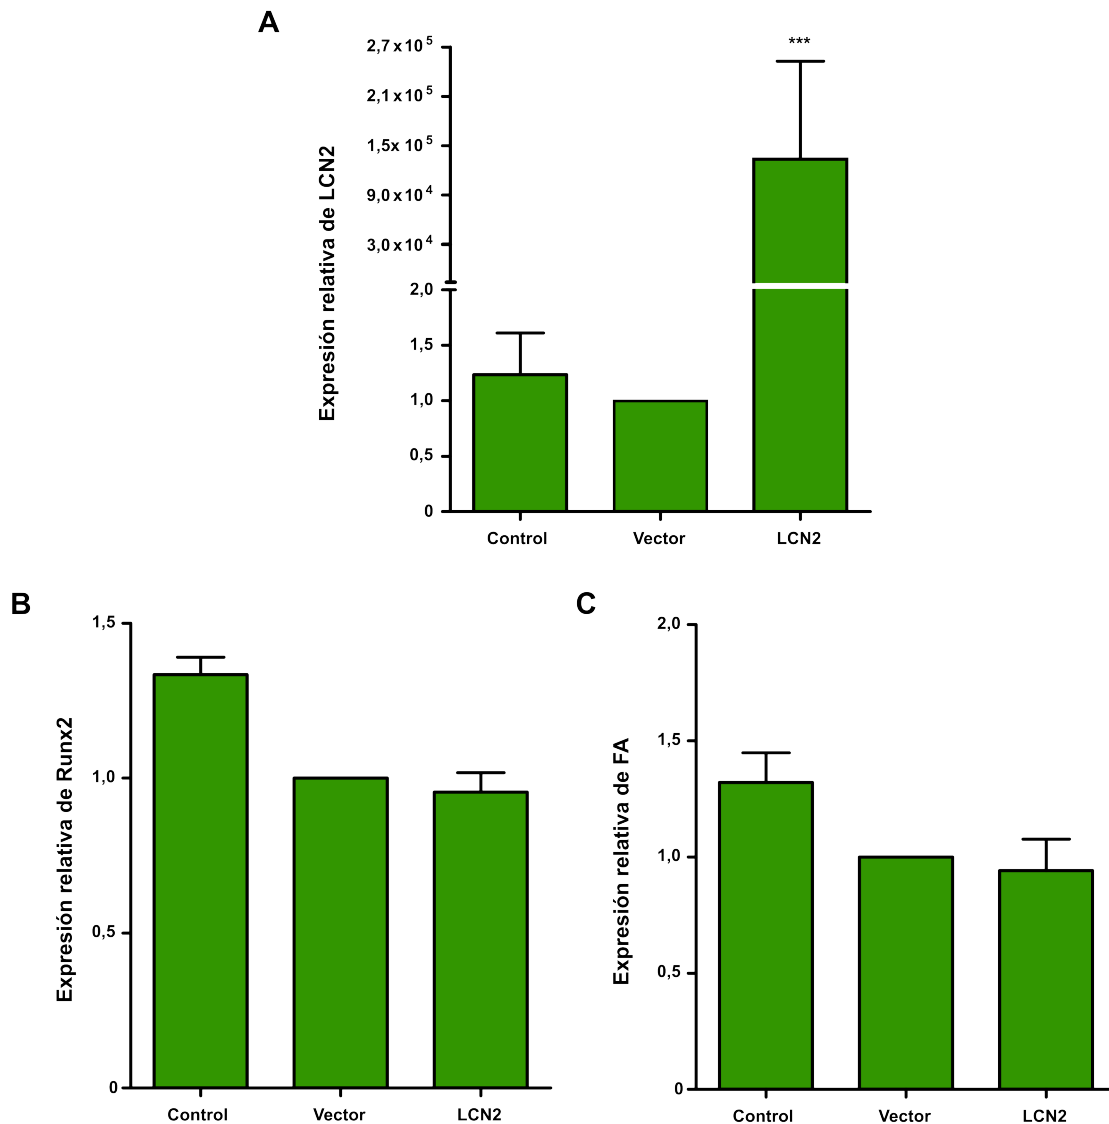 A
Expresión relativa de LCN2
2,7 x 10⁵
2,1 x 10⁵
1,5x 10⁵
9,0 x 10⁴
3,0 x 10⁴
2,0
1,5
1,0
0,5
0
***
Control Vector LCN2
B
Expresión relativa de Runx2
1,5
1,0
0,5
0
Control Vector LCN2
C
Expresión relativa de FA
2,0
1,5
1,0
0,5
0
Control Vector LCN2